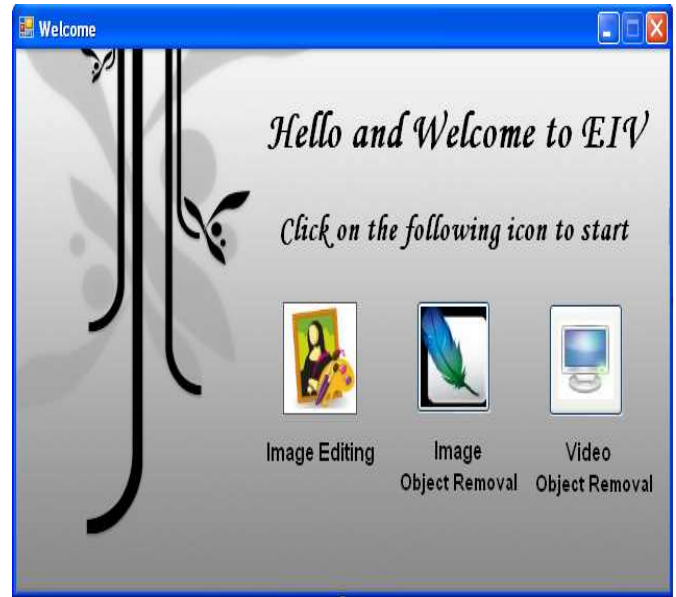 Welcome
Hello and Welcome to EIV
Click on the following icon to start
Image Editing
Image
Object Removal
Video
Object Removal